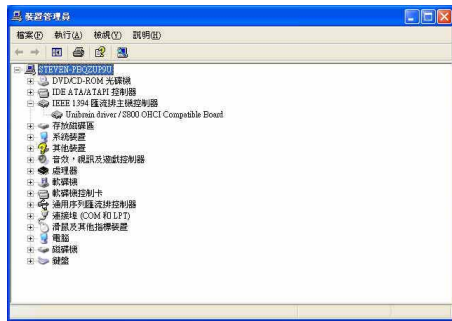 裝置管理員
檔案(F) 執行(A) 檢視(V) 說明(H)
STEVEN-PBQZUP9U
DVD/CD-ROM 光碟機
IDE ATA/ATAPI 控制器
IEEE 1394 匯流排主機控制器
Unibrain driver / S800 OHCI Compatible Board
存放磁碟區
系統裝置
其他裝置
音效，視訊及遊戲控制器
處理器
軟碟機
軟碟機控制卡
通用序列匯流排控制器
連接埠 (COM 和 LPT)
滑鼠及其他指標裝置
電腦
磁碟機
鍵盤